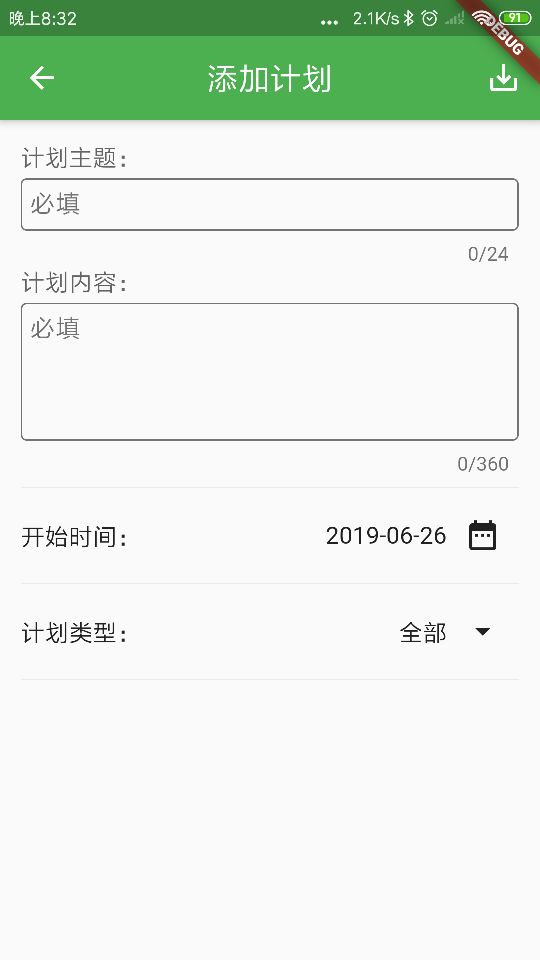 晚上8:32
... 2.1K/s 91
DEBUG
添加计划
计划主题：
必填
0/24
计划内容：
必填
0/360
开始时间： 2019-06-26
计划类型： 全部